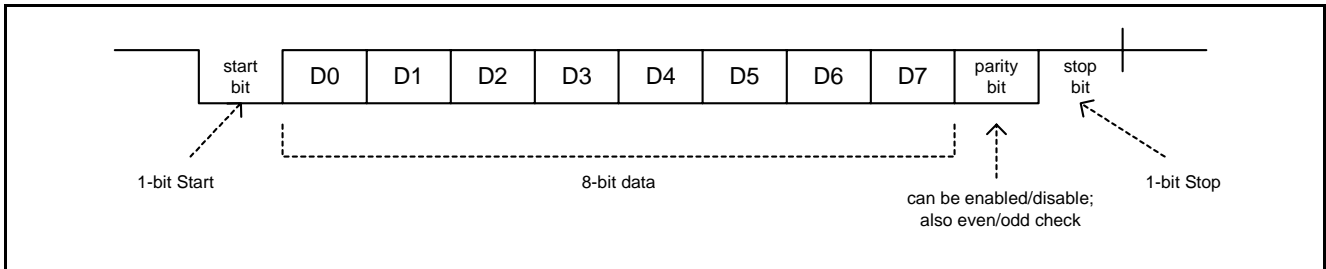 start
bit
D0
D1
D2
D3
D4
D5
D6
D7
parity
bit
stop
bit
1-bit Start
8-bit data
can be enabled/disable;
also even/odd check
1-bit Stop